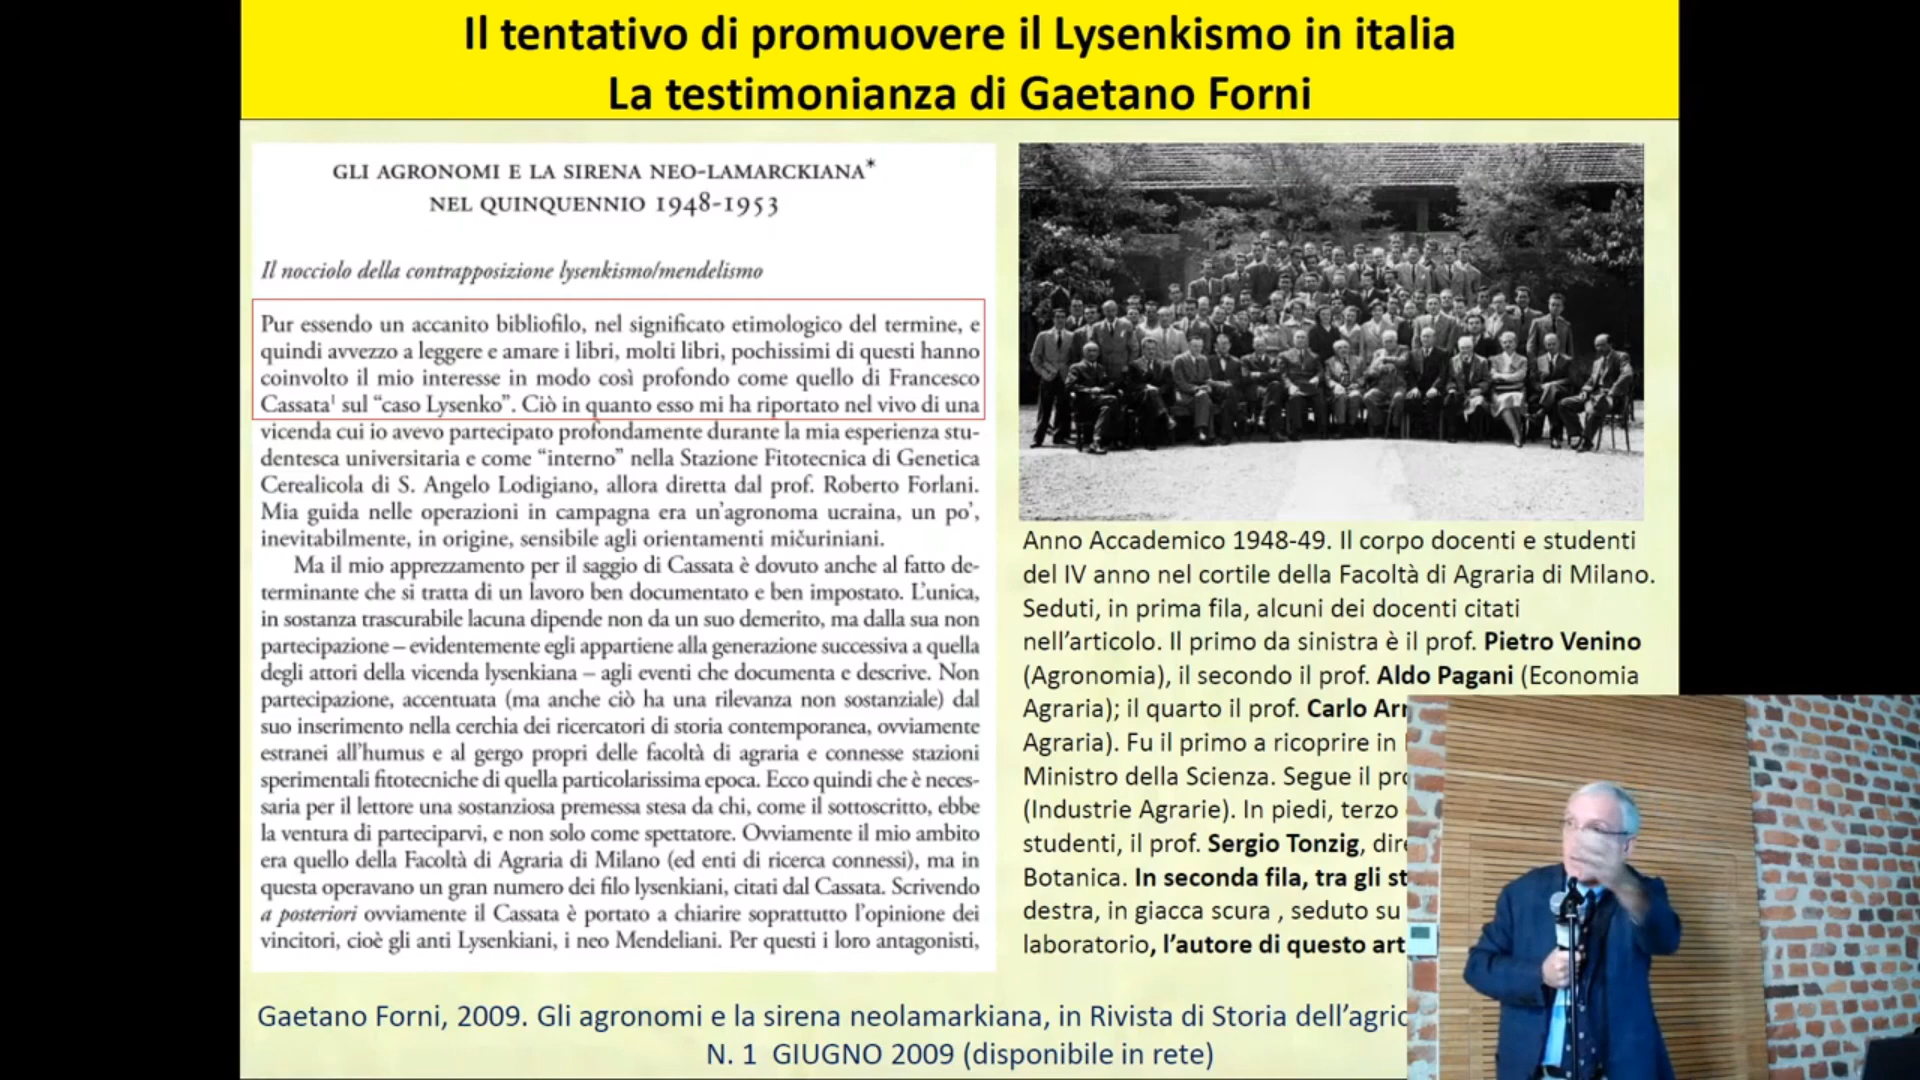 Il tentativo di promuovere il Lysenkismo in italia
La testimonianza di Gaetano Forni
GLI AGRONOMI E LA SIRENA NEO-LAMARCKIANA*
NEL QUINQUENNIO 1948-1953
Il nocciolo della contrapposizione lysenkismo/mendelismo
Pur essendo un accanito bibliofilo, nel significato etimologico del termine, e
quindi avvezzo a leggere e amare i libri, molti libri, pochissimi di questi hanno
coinvolto il mio interesse in modo così profondo come quello di Francesco
Cassata¹ sul “caso Lysenko”. Ciò in quanto esso mi ha riportato nel vivo di una
vicenda cui io avevo partecipato profondamente durante la mia esperienza stu-
dentesca universitaria e come “interno” nella Stazione Fitotecnica di Genetica
Cerealicola di S. Angelo Lodigiano, allora diretta dal prof. Roberto Forlani.
Mia guida nelle operazioni in campagna era un’agronoma ucraina, un po’,
inevitabilmente, in origine, sensibile agli orientamenti mičuriniani.
Ma il mio apprezzamento per il saggio di Cassata è dovuto anche al fatto de-
terminante che si tratta di un lavoro ben documentato e ben impostato. L’unica,
in sostanza trascurabile lacuna dipende non da un suo demerito, ma dalla sua non
partecipazione – evidentemente egli appartiene alla generazione successiva a quella
degli attori della vicenda lysenkiana – agli eventi che documenta e descrive. Non
partecipazione, accentuata (ma anche ciò ha una rilevanza non sostanziale) dal
suo inserimento nella cerchia dei ricercatori di storia contemporanea, ovviamente
estranei all’humus e al gergo propri delle facoltà di agraria e connesse stazioni
sperimentali fitotecniche di quella particolarissima epoca. Ecco quindi che è neces-
saria per il lettore una sostanziosa premessa stesa da chi, come il sottoscritto, ebbe
la ventura di parteciparvi, e non solo come spettatore. Ovviamente il mio ambito
era quello della Facoltà di Agraria di Milano (ed enti di ricerca connessi), ma in
questa operavano un gran numero dei filo lysenkiani, citati dal Cassata. Scrivendo
a posteriori ovviamente il Cassata è portato a chiarire soprattutto l’opinione dei
vincitori, cioè gli anti Lysenkiani, i neo Mendeliani. Per questi i loro antagonisti,
Anno Accademico 1948-49. Il corpo docenti e studenti
del IV anno nel cortile della Facoltà di Agraria di Milano.
Seduti, in prima fila, alcuni dei docenti citati
nell’articolo. Il primo da sinistra è il prof. Pietro Venino
(Agronomia), il secondo il prof. Aldo Pagani (Economia
Agraria); il quarto il prof. Carlo
Agraria). Fu il primo a ricoprire in
Ministro della Scienza. Segue il
(Industrie Agrarie). In piedi, terzo
studenti, il prof. Sergio Tonzig,
Botanica. In seconda fila, tra gli
destra, in giacca scura , seduto su
laboratorio, l’autore di questo
Gaetano Forni, 2009. Gli agronomi e la sirena neolamarkiana, in Rivista di Storia
N. 1 GIUGNO 2009 (disponibile in rete)